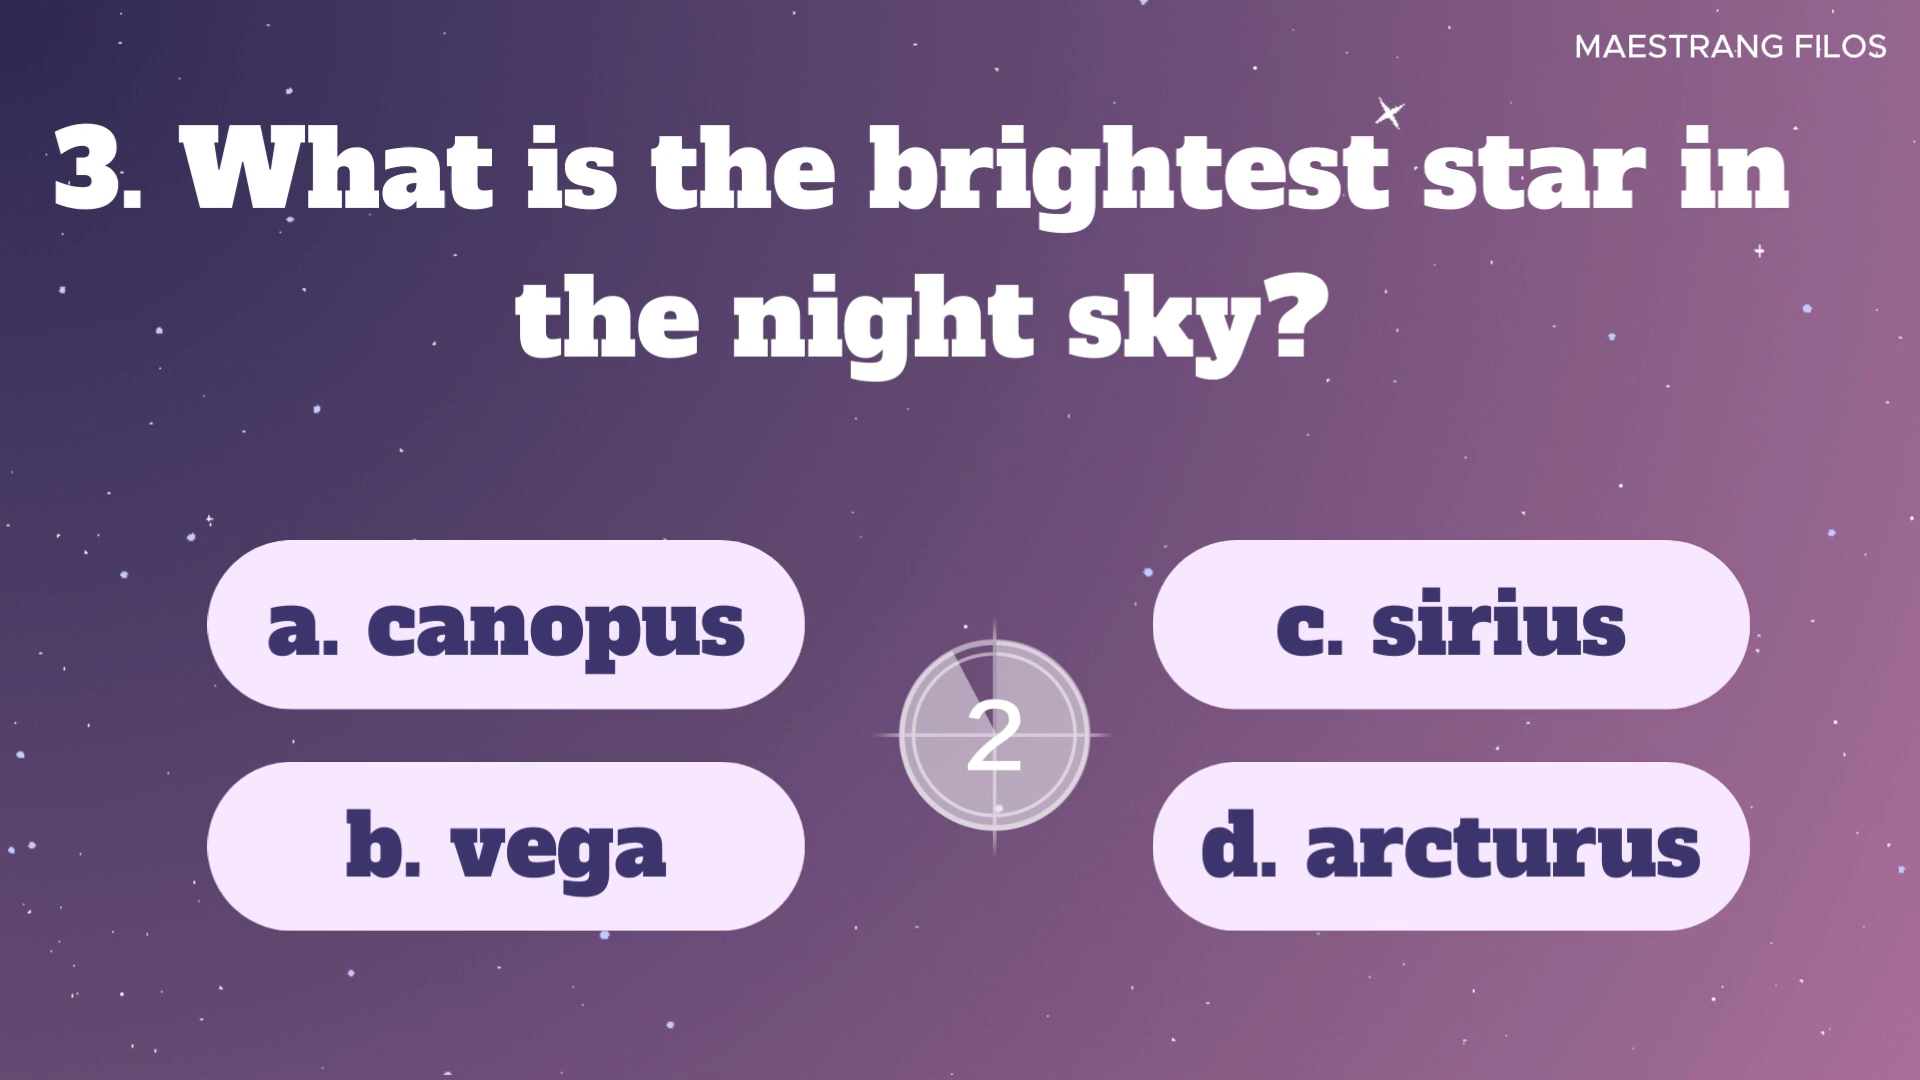 MAESTRANG FILOS
3. What is the brightest star in
the night sky?
a. canopus
b. vega
2
c. sirius
d. arcturus